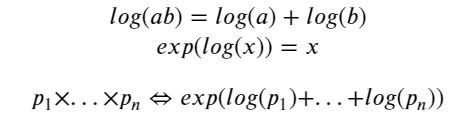 log(ab) = log(a) + log(b)
exp(log(x)) = x
p₁×...×pₙ ⇔ exp(log(p₁)+...+log(pₙ))